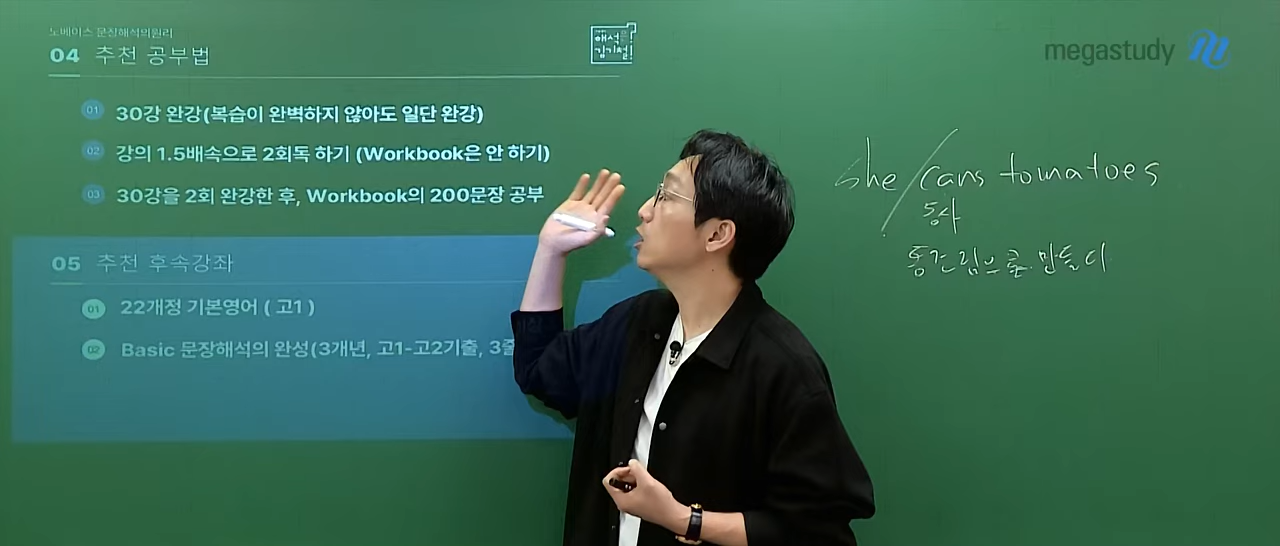 노베이스 문장해석의원리
04 추천 공부법
해석은!
김기철!
megastudy
01 30강 완강(복습이 완벽하지 않아도 일단 완강)
02 강의 1.5배속으로 2회독 하기 (Workbook은 안 하기)
03 30강을 2회 완강한 후, Workbook의 200문장 공부
05 추천 후속강좌
01 22개정 기본영어 ( 고1 )
02 Basic 문장해석의 완성(3개년, 고1-고2기출, 3줄
she / cans tomatoes
동사
통조림으로 만들다